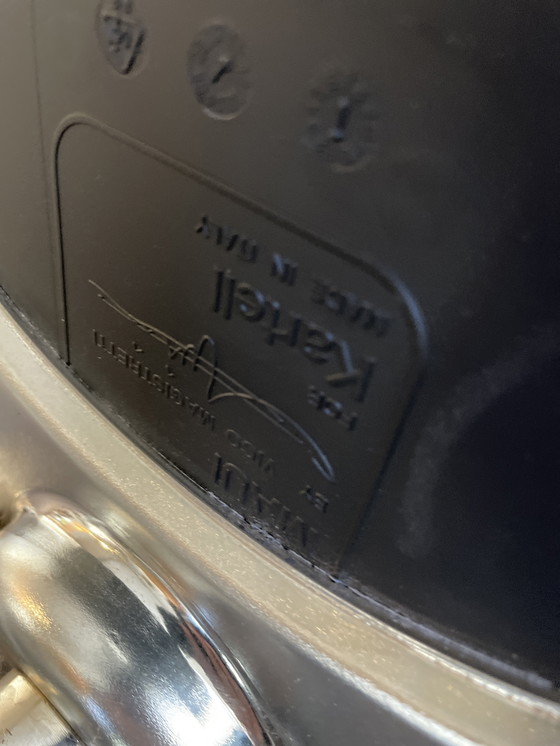 MAUI
BY VICO MAGISTRETTI
FOR
Kartell
MADE IN ITALY